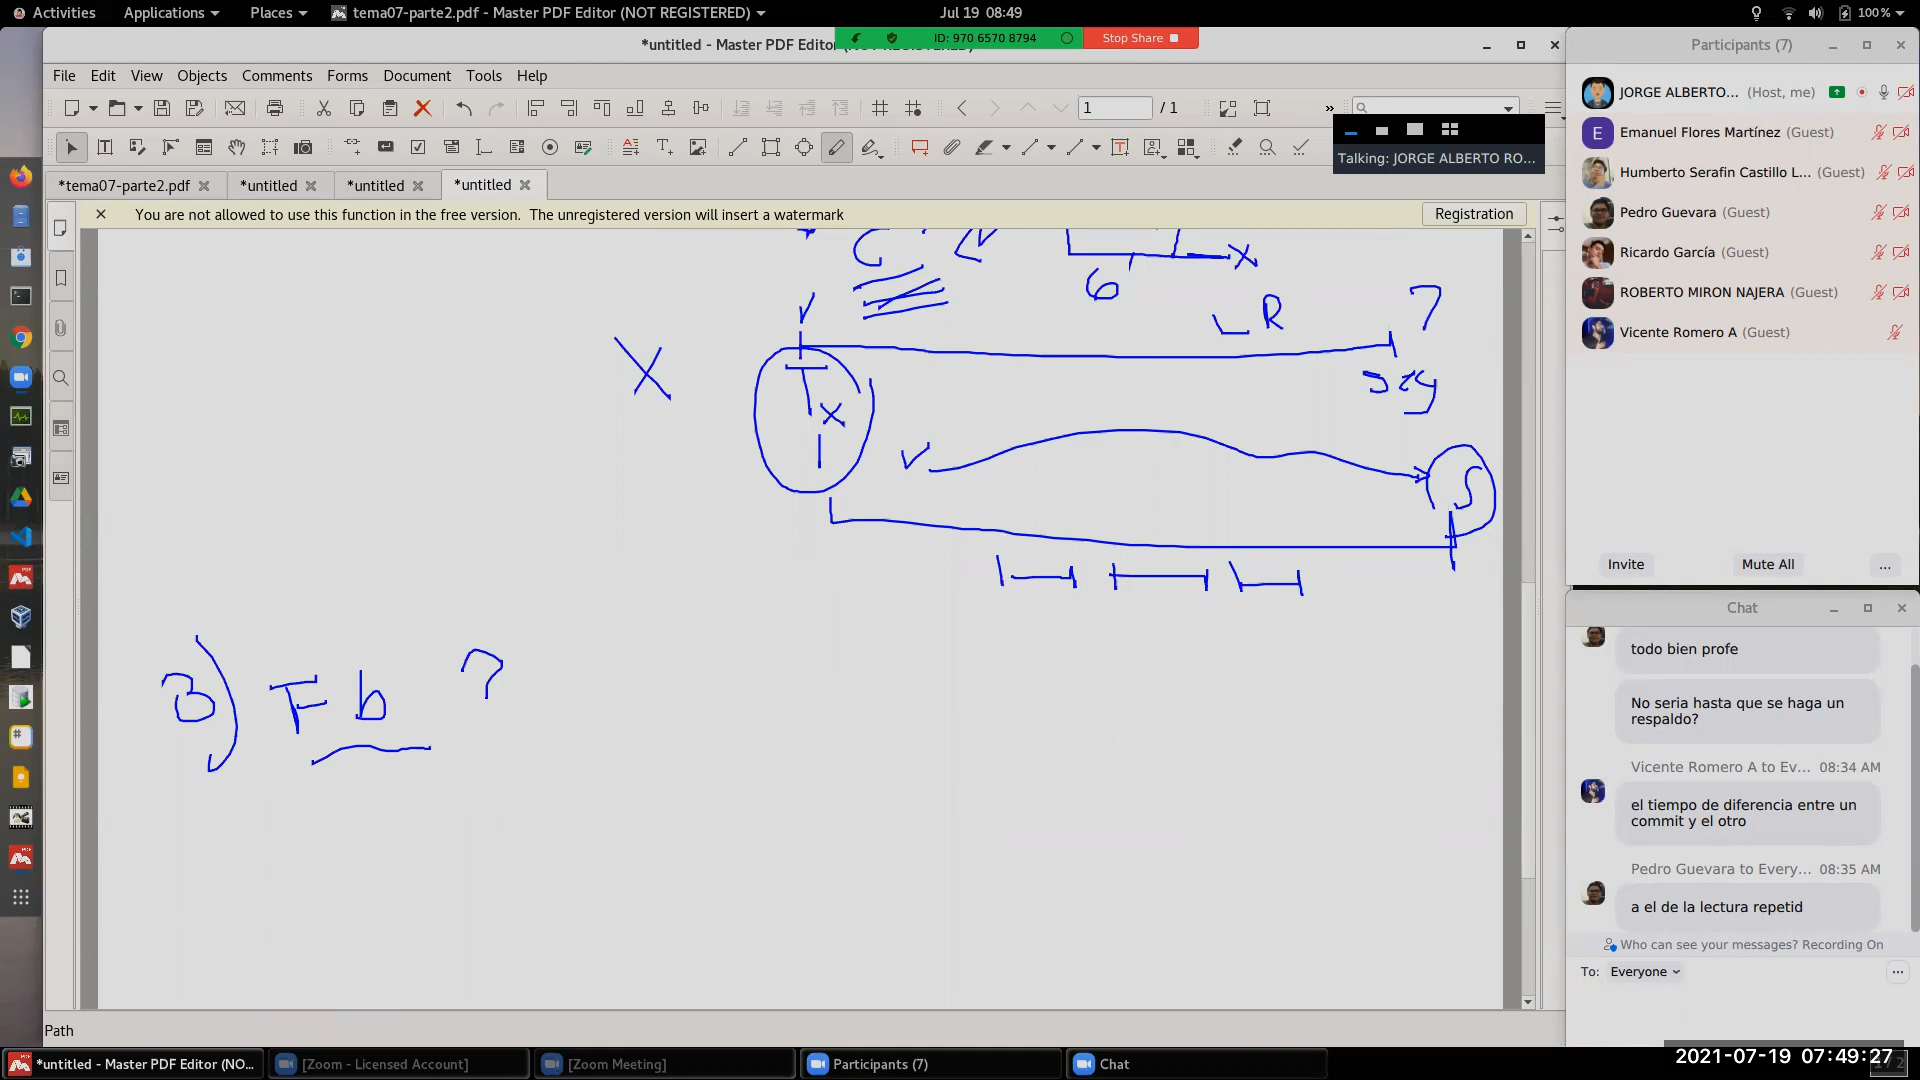 Activities Applications Places tema07-parte2.pdf - Master PDF Editor (NOT REGISTERED) Jul 19 08:49 100%
*untitled - Master PDF Editor (NOT REGISTERED)
ID: 970 6570 8794 Stop Share
File Edit View Objects Comments Forms Document Tools Help
1 / 1
Talking: JORGE ALBERTO RO...
*tema07-parte2.pdf *untitled *untitled *untitled
You are not allowed to use this function in the free version. The unregistered version will insert a watermark Registration
X
6
R 7
X
T
X
V
S
3) F b ?
Path
Participants (7)
JORGE ALBERTO... (Host, me)
E Emanuel Flores Martínez (Guest)
Humberto Serafin Castillo L... (Guest)
Pedro Guevara (Guest)
Ricardo García (Guest)
ROBERTO MIRON NAJERA (Guest)
Vicente Romero A (Guest)
Invite Mute All ...
Chat
todo bien profe
No seria hasta que se haga un
respaldo?
Vicente Romero A to Ev... 08:34 AM
el tiempo de diferencia entre un
commit y el otro
Pedro Guevara to Every... 08:35 AM
a el de la lectura repetid
Who can see your messages? Recording On
To: Everyone
*untitled - Master PDF Editor (NO... [Zoom - Licensed Account] [Zoom Meeting] Participants (7) Chat
2021-07-19 07:49:27